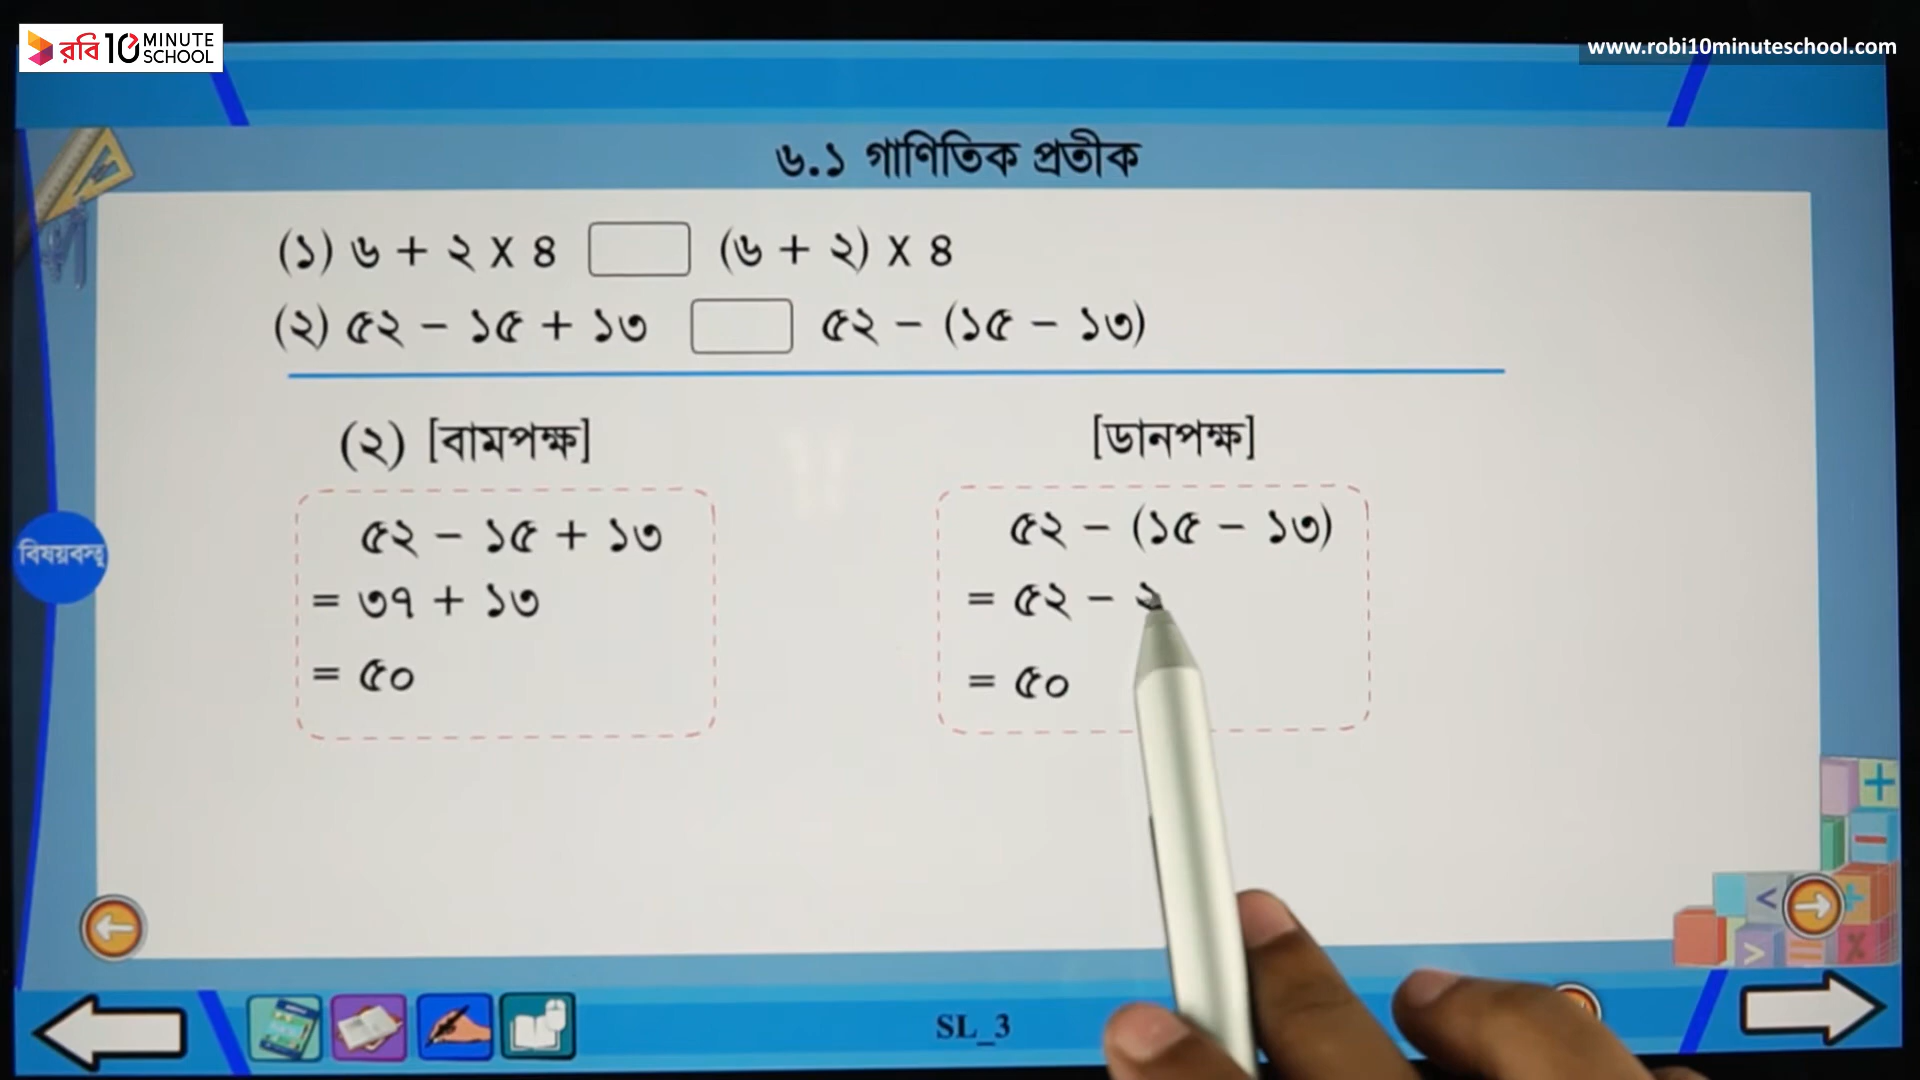 রবি 10 MINUTE SCHOOL
www.robi10minuteschool.com
৬.১ গাণিতিক প্রতীক
(১) ৬ + ২ X ৪ (৬ + ২) X ৪
(২) ৫২ – ১৫ + ১৩ ৫২ – (১৫ – ১৩)
(২) [বামপক্ষ]
৫২ – ১৫ + ১৩
= ৩৭ + ১৩
= ৫০
[ডানপক্ষ]
৫২ – (১৫ – ১৩)
= ৫২ – ২
= ৫০
বিষয়বস্তু
SL_3